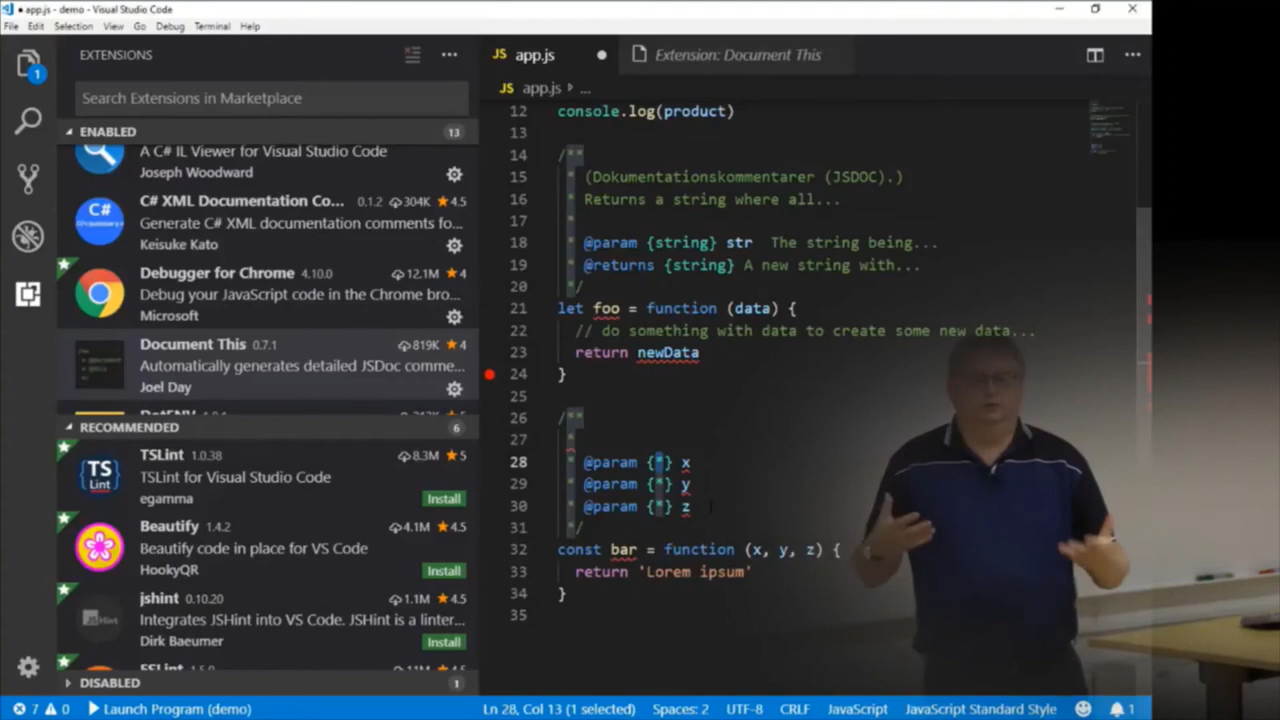 ● app.js - demo - Visual Studio Code
File Edit Selection View Go Debug Terminal Help
1
EXTENSIONS
Search Extensions in Marketplace
ENABLED 13
A C# IL Viewer for Visual Studio Code
Joseph Woodward
C# XML Documentation Co... 0.1.2 304K ★4.5
C#
Generate C# XML documentation comments fo...
Keisuke Kato
Debugger for Chrome 4.10.0 12.1M ★4
Debug your JavaScript code in the Chrome bro...
Microsoft
Document This 0.7.1 819K ★4
Automatically generates detailed JSDoc comme...
Joel Day
RECOMMENDED 6
TSLint 1.0.38 8.3M ★5
TS Lint
TSLint for Visual Studio Code
egamma Install
Beautify 1.4.2 4.1M ★4.5
Beautify code in place for VS Code
HookyQR Install
jshint 0.10.20 1.1M ★4.5
jshint
Integrates JSHint into VS Code. JSHint is a linter...
Dirk Baeumer Install
DISABLED 1
JS app.js ● Extension: Document This
JS app.js ...
12 console.log(product)
13
14 /**
15 * (Dokumentationskommentarer (JSDOC).)
16 * Returns a string where all...
17 *
18 * @param {string} str The string being...
19 * @returns {string} A new string with...
20 */
21 let foo = function (data) {
22 // do something with data to create some new data...
23 return newData
24 }
25
26 /**
27 *
28 * @param {*} x
29 * @param {*} y
30 * @param {*} z
31 */
32 const bar = function (x, y, z) {
33 return 'Lorem ipsum'
34 }
35
7 0 Launch Program (demo) Ln 28, Col 13 (1 selected) Spaces: 2 UTF-8 CRLF JavaScript JavaScript Standard Style 1